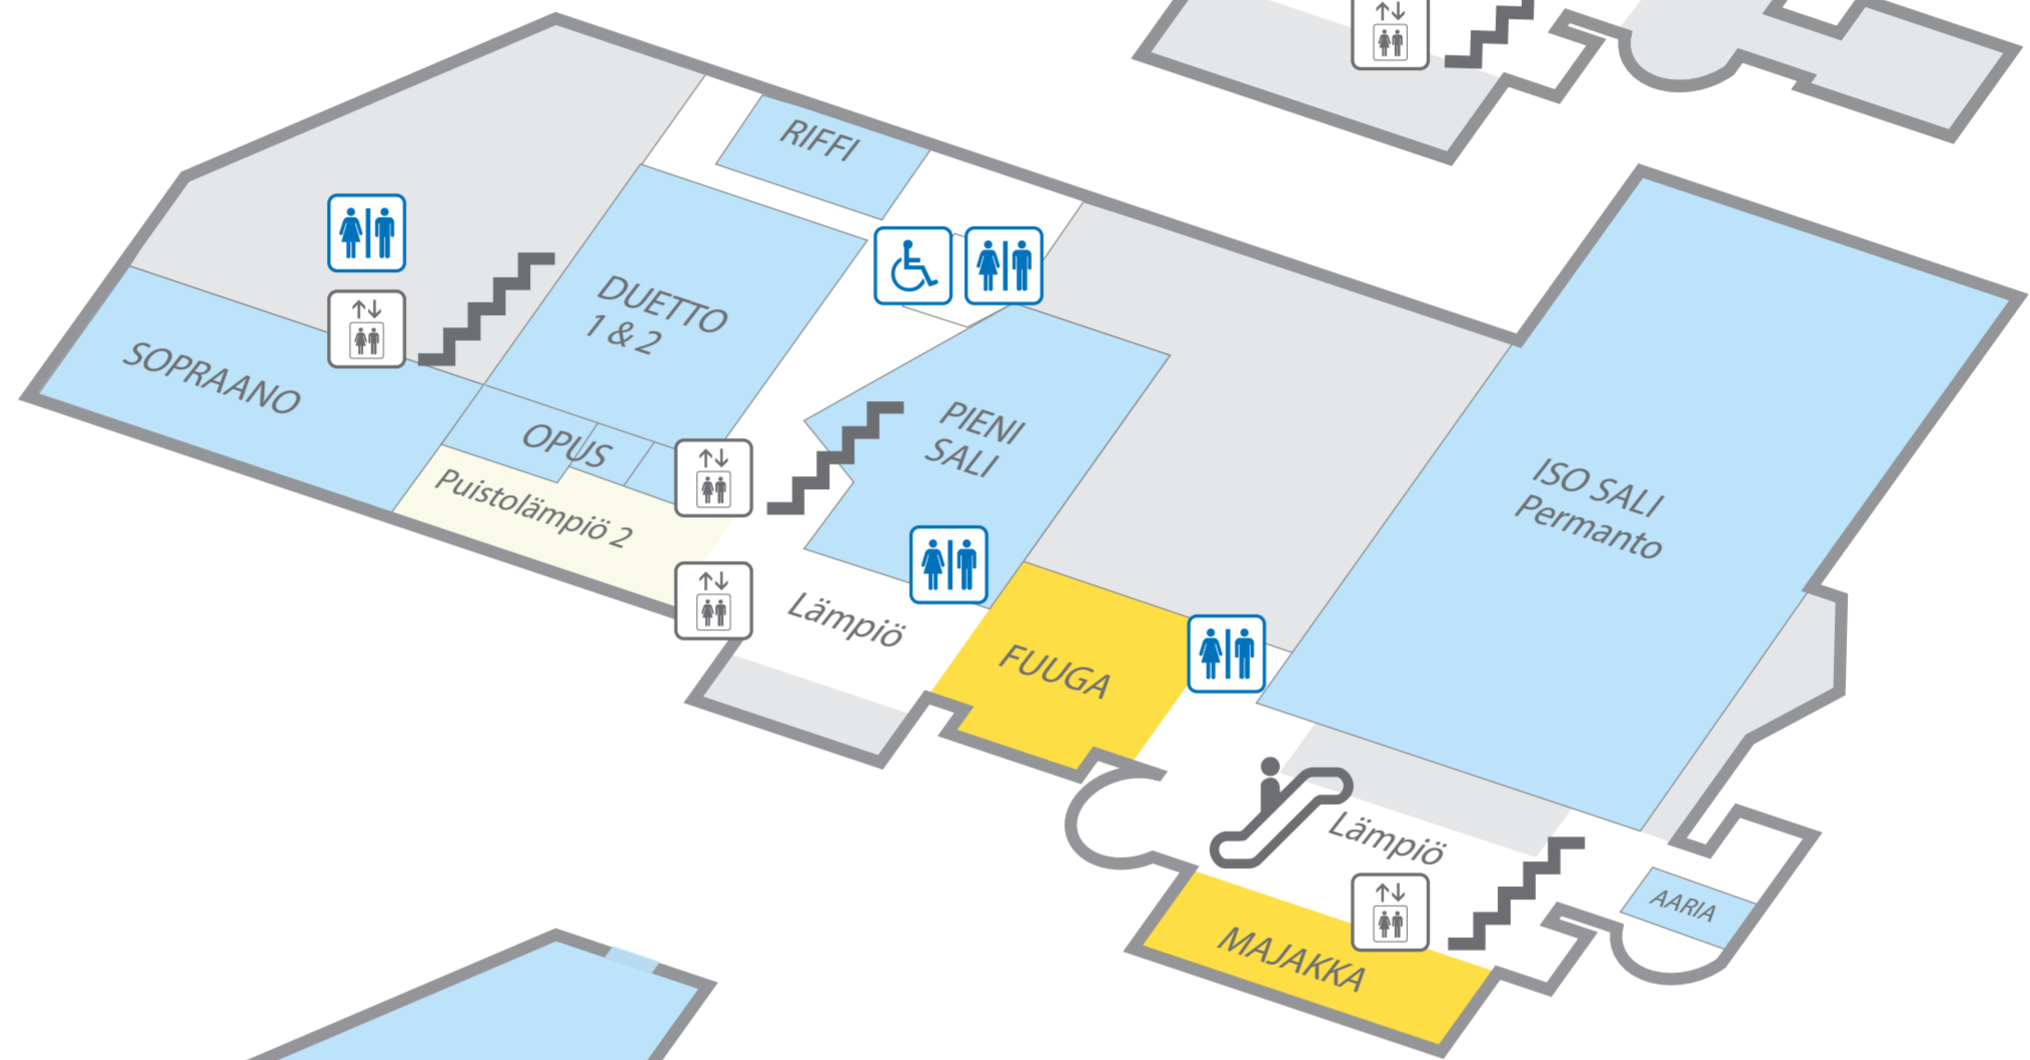 RIFFI
DUETTO
1 & 2
SOPRAANO
OPUS
Puistolämpiö 2
PIENI
SALI
Lämpiö
FUUGA
ISO SALI
Permanto
Lämpiö
AARIA
MAJAKKA